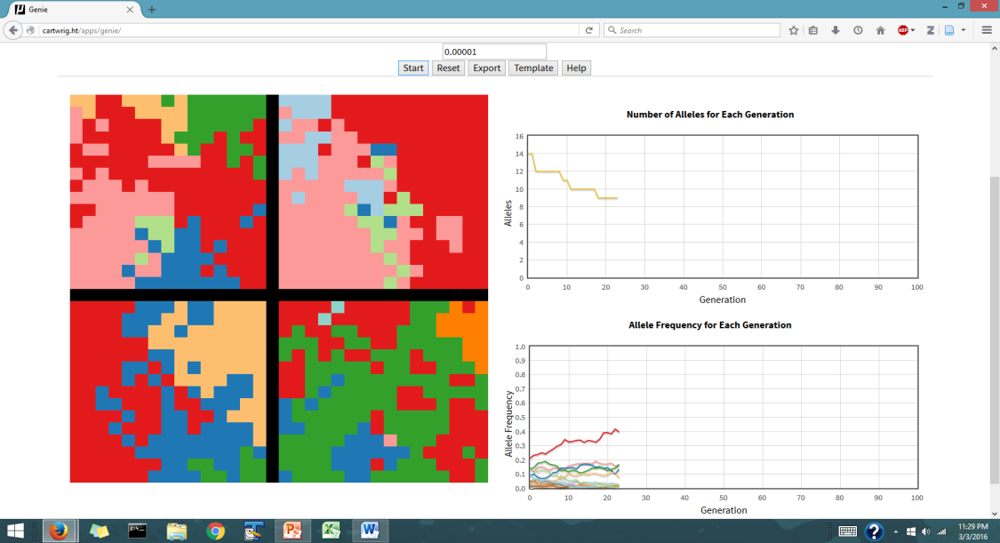 Genie
cartwrig.ht/apps/genie/
Search
ABP
Z
0.00001
Start Reset Export Template Help
Number of Alleles for Each Generation
16
14
12
10
8
6
4
2
0
Alleles
0 10 20 30 40 50 60 70 80 90 100
Generation
Allele Frequency for Each Generation
1.0
0.9
0.8
0.7
0.6
0.5
0.4
0.3
0.2
0.1
0.0
Allele Frequency
0 10 20 30 40 50 60 70 80 90 100
Generation
11:29 PM
3/3/2016